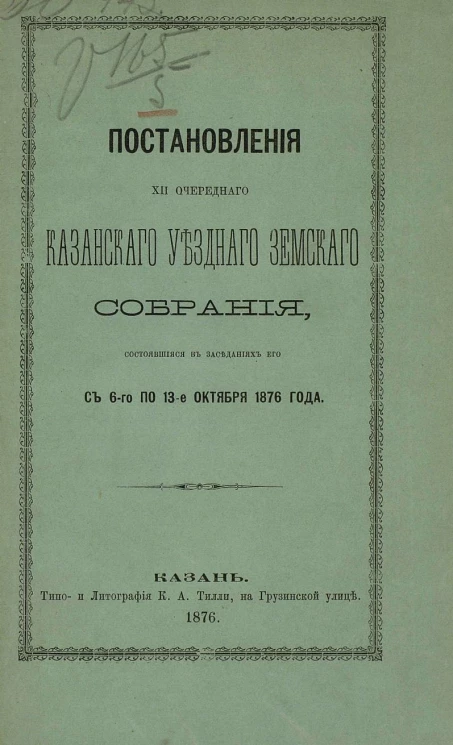 ПОСТАНОВЛЕНІЯ
XII ОЧЕРЕДНАГО
КАЗАНСКАГО УѢЗДНАГО ЗЕМСКАГО
СОБРАНІЯ,
СОСТОЯВШІЯСЯ ВЪ ЗАСѢДАНІЯХЪ ЕГО
СЪ 6-го ПО 13-е ОКТЯБРЯ 1876 ГОДА.
КАЗАНЬ.
Типо- и Литографія К. А. Тилли, на Грузинской улицѣ.
1876.